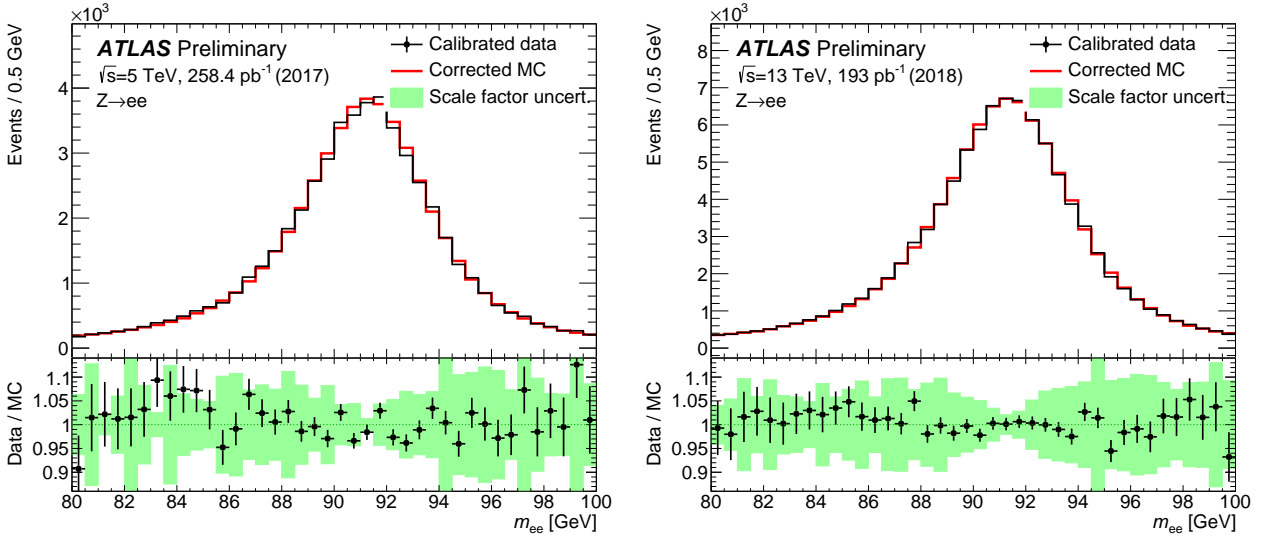 ×10³
Events / 0.5 GeV
ATLAS Preliminary
√s=5 TeV, 258.4 pb⁻¹ (2017)
Z→ee
Calibrated data
Corrected MC
Scale factor uncert.
4
3
2
1
0
Data / MC
1.1
1.05
1
0.95
0.9
80 82 84 86 88 90 92 94 96 98 100
mee [GeV]
×10³
Events / 0.5 GeV
ATLAS Preliminary
√s=13 TeV, 193 pb⁻¹ (2018)
Z→ee
Calibrated data
Corrected MC
Scale factor uncert.
8
7
6
5
4
3
2
1
0
Data / MC
1.1
1.05
1
0.95
0.9
80 82 84 86 88 90 92 94 96 98 100
mee [GeV]